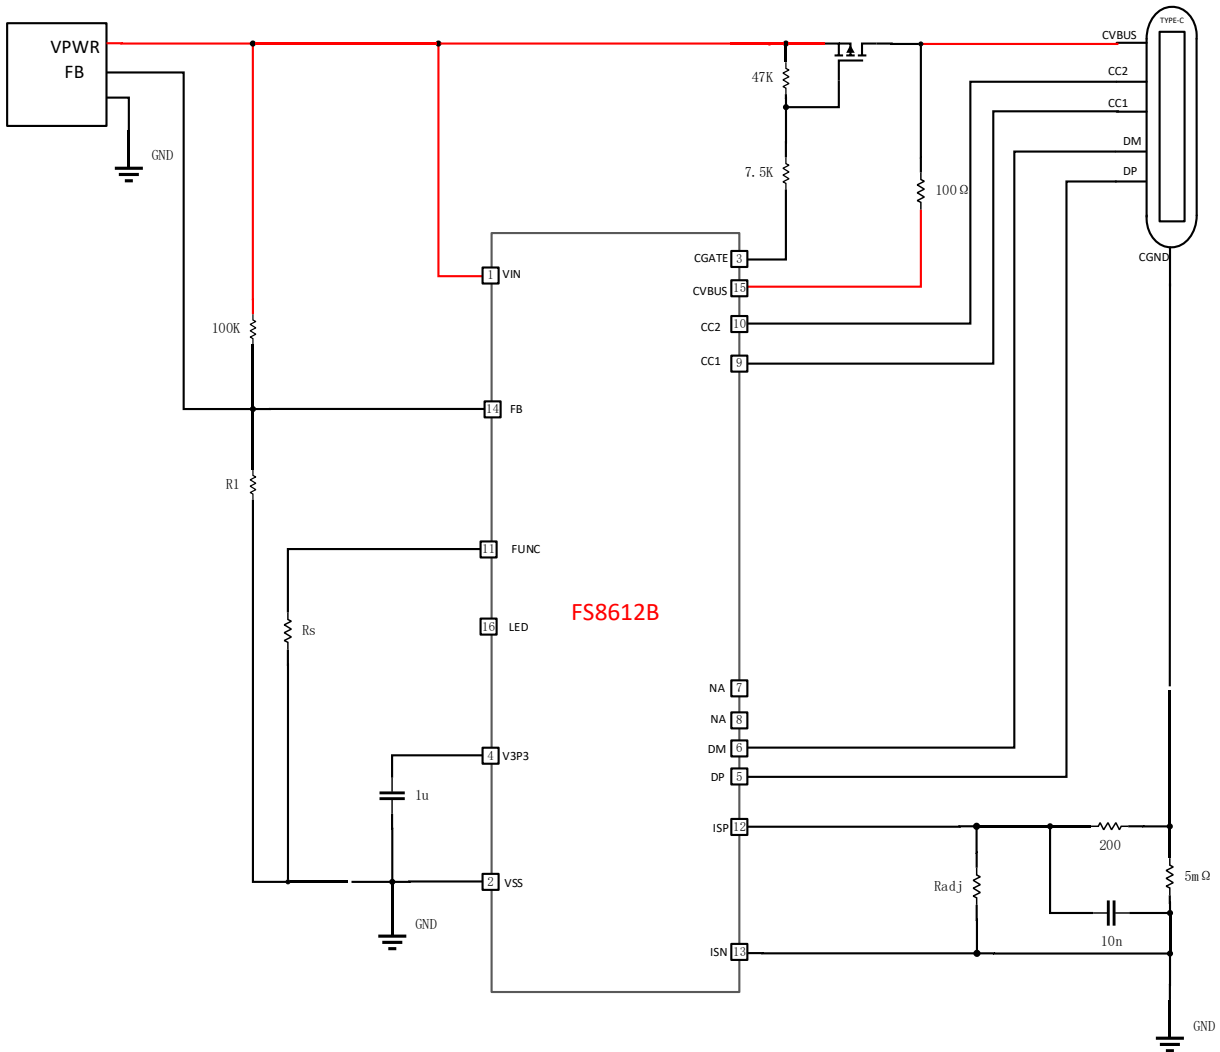 VPWR
FB
GND
TYPE-C
CVBUS
CC2
CC1
DM
DP
CGND
47K
7.5K
100Ω
CGATE 3
CVBUS 15
CC2 10
CC1 9
1 VIN
100K
14 FB
R1
11 FUNC
FS8612B
16 LED
Rs
NA 7
NA 8
DM 6
DP 5
4 V3P3
1u
ISP 12
200
Radj
5mΩ
2 VSS
GND
10n
ISN 13
GND